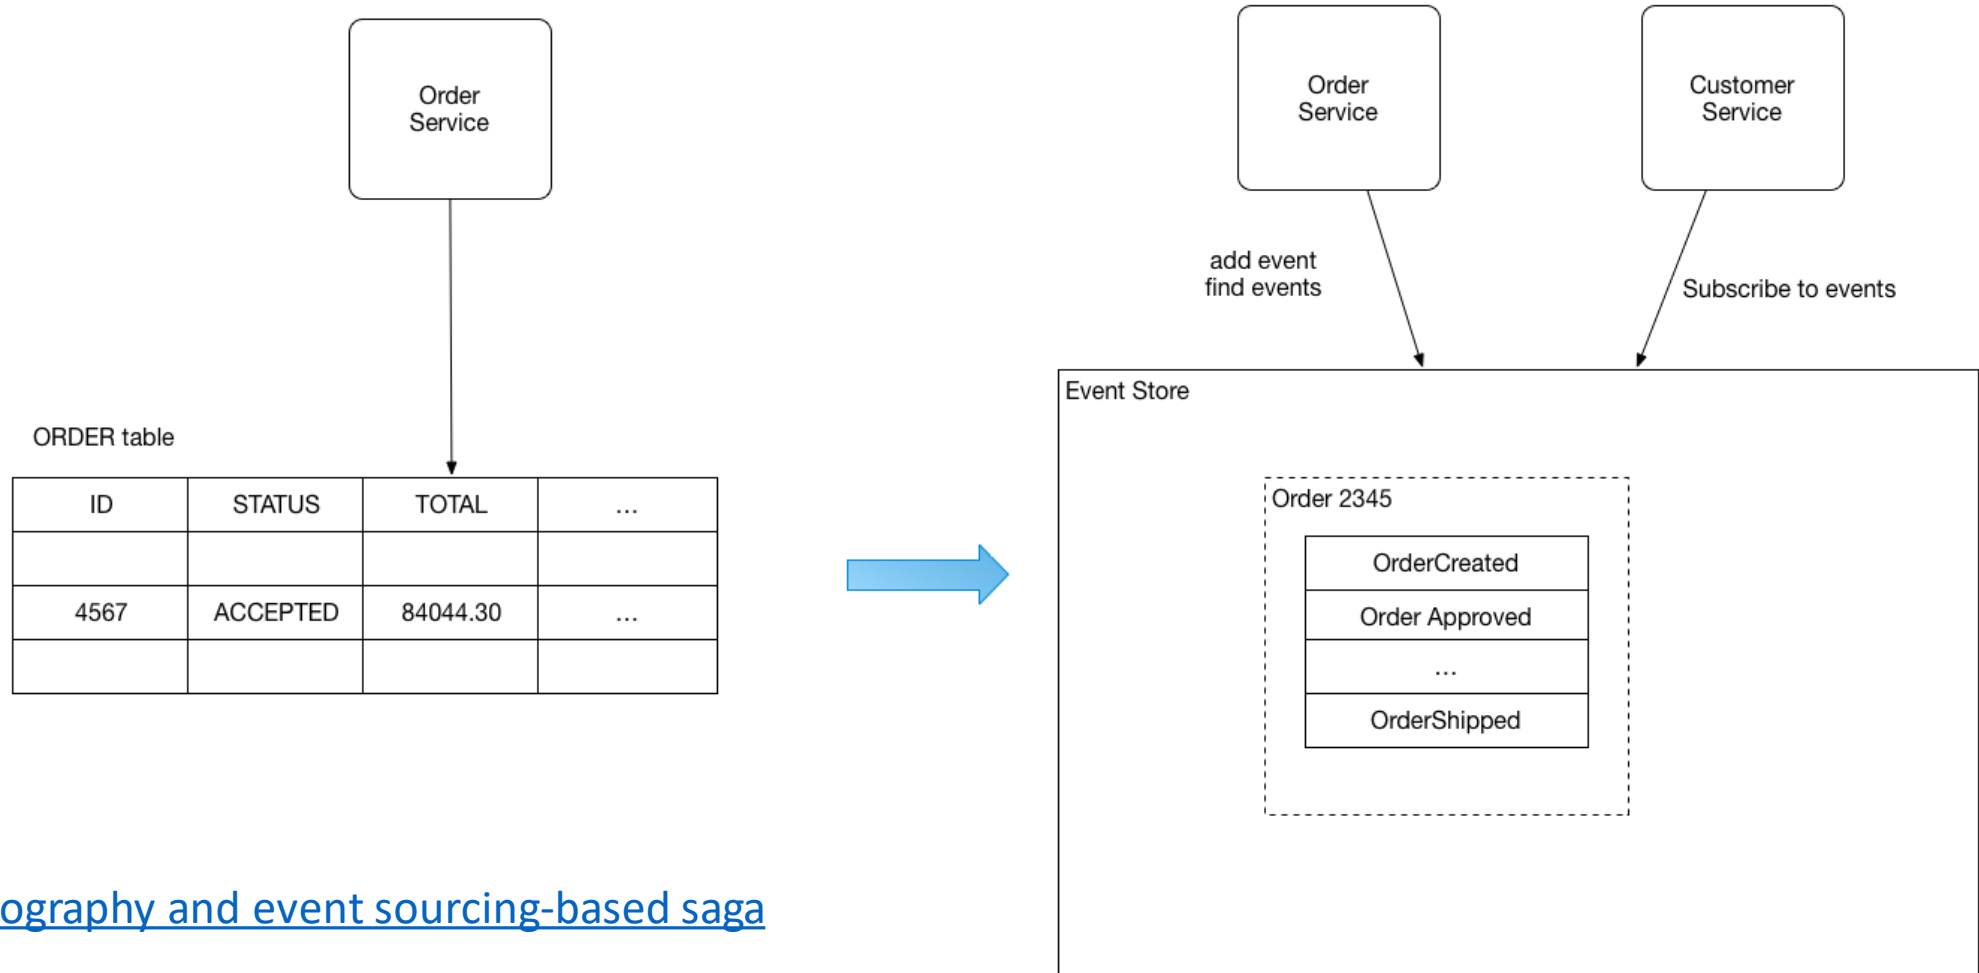 Order
Service
ORDER table
ID STATUS TOTAL ...
4567 ACCEPTED 84044.30 ...
Order
Service
Customer
Service
add event
find events
Subscribe to events
Event Store
Order 2345
OrderCreated
Order Approved
...
OrderShipped
ography and event sourcing-based saga